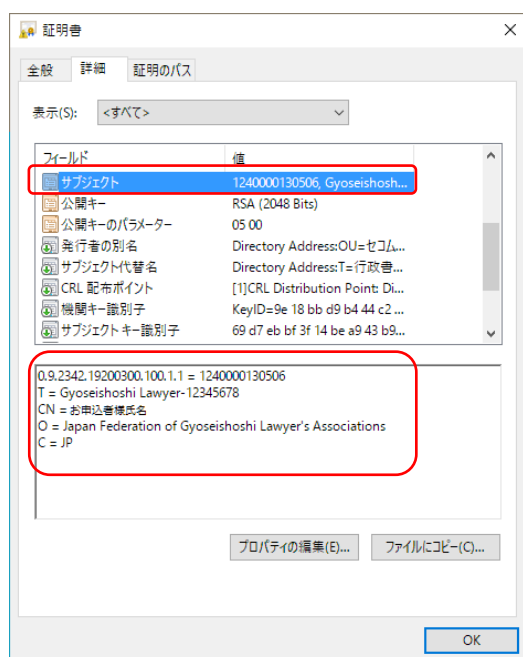 証明書
全般 詳細 証明のパス
表示(S): <すべて>
フィールド 値
サブジェクト 1240000130506, Gyoseishosh...
公開キー RSA (2048 Bits)
公開キーのパラメーター 05 00
発行者の別名 Directory Address:OU=セコム...
サブジェクト代替名 Directory Address:T=行政書...
CRL 配布ポイント [1]CRL Distribution Point: Di...
機関キー識別子 KeyID=9e 18 bb d9 b4 44 c2 ...
サブジェクト キー識別子 69 d7 eb bf 3f 14 be a9 43 b9...
0.9.2342.19200300.100.1.1 = 1240000130506
T = Gyoseishoshi Lawyer-12345678
CN = お申込者様氏名
O = Japan Federation of Gyoseishoshi Lawyer's Associations
C = JP
プロパティの編集(E)... ファイルにコピー(C)...
OK